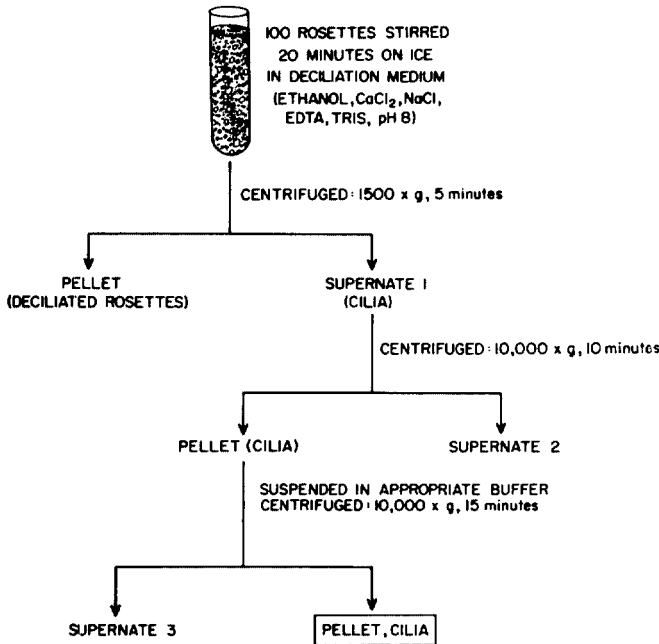 100 ROSETTES STIRRED
20 MINUTES ON ICE
IN DECILIATION MEDIUM
(ETHANOL, CaCl₂, NaCl,
EDTA, TRIS, pH 8)
CENTRIFUGED: 1500 x g, 5 minutes
PELLET
(DECILIATED ROSETTES)
SUPERNATE 1
(CILIA)
CENTRIFUGED: 10,000 x g, 10 minutes
PELLET (CILIA)
SUPERNATE 2
SUSPENDED IN APPROPRIATE BUFFER
CENTRIFUGED: 10,000 x g, 15 minutes
SUPERNATE 3
PELLET, CILIA